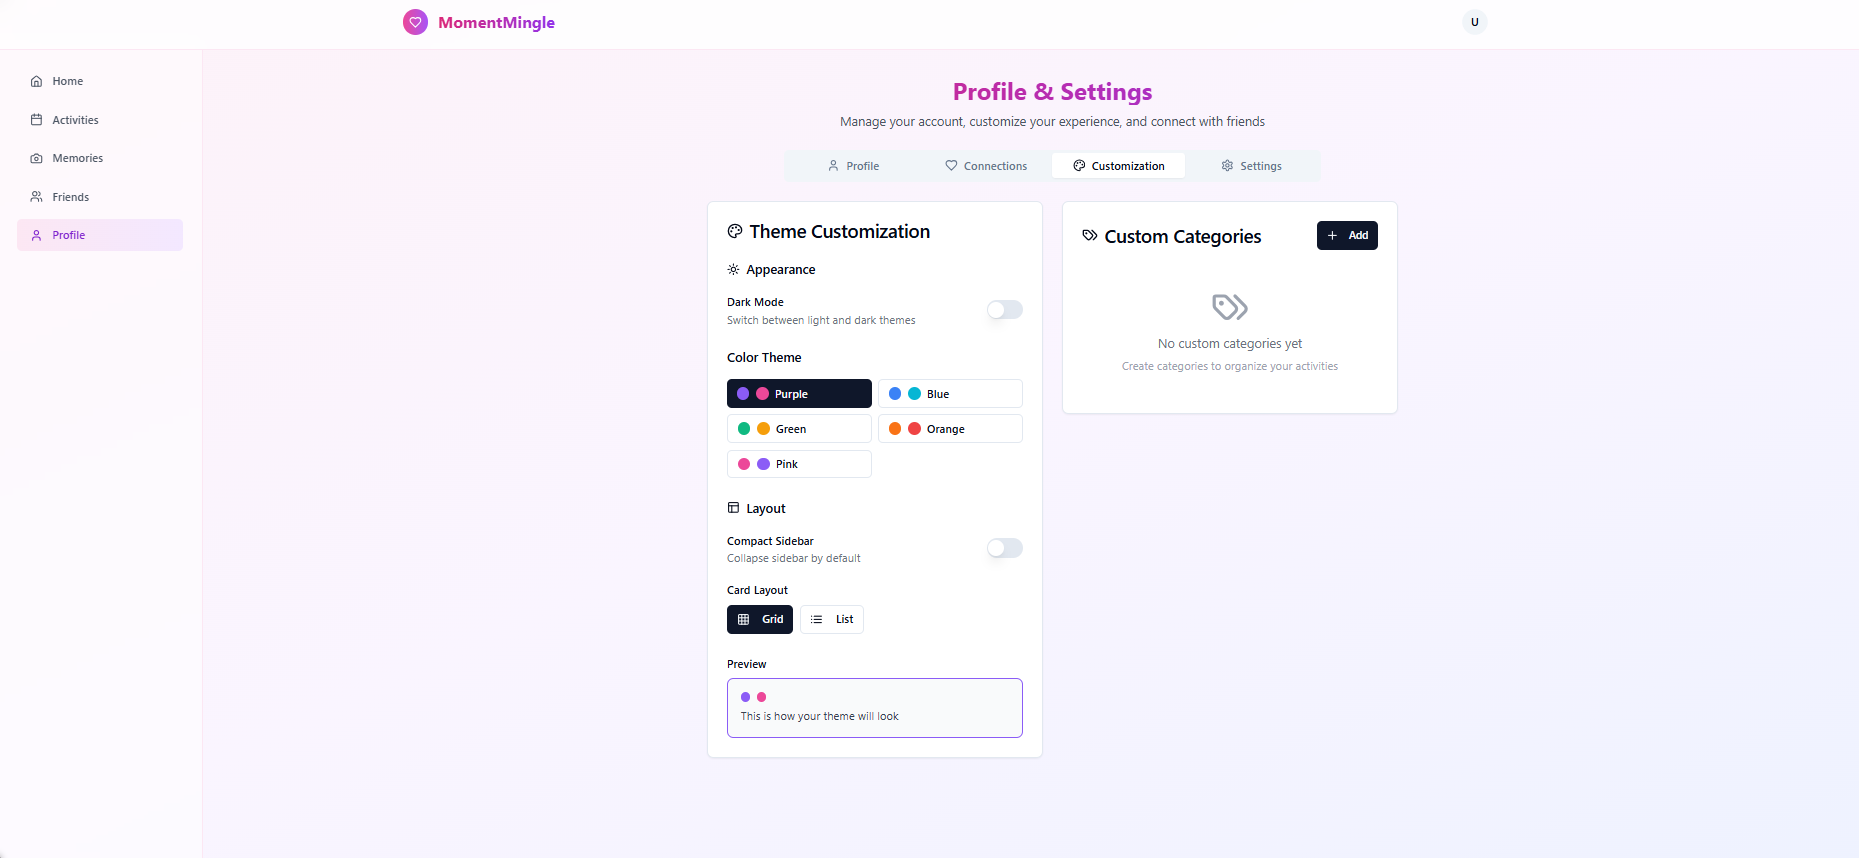 MomentMingle
U
Home
Activities
Memories
Friends
Profile
Profile & Settings
Manage your account, customize your experience, and connect with friends
Profile
Connections
Customization
Settings
Theme Customization
Appearance
Dark Mode
Switch between light and dark themes
Color Theme
Purple
Blue
Green
Orange
Pink
Layout
Compact Sidebar
Collapse sidebar by default
Card Layout
Grid
List
Preview
This is how your theme will look
Custom Categories
Add
No custom categories yet
Create categories to organize your activities